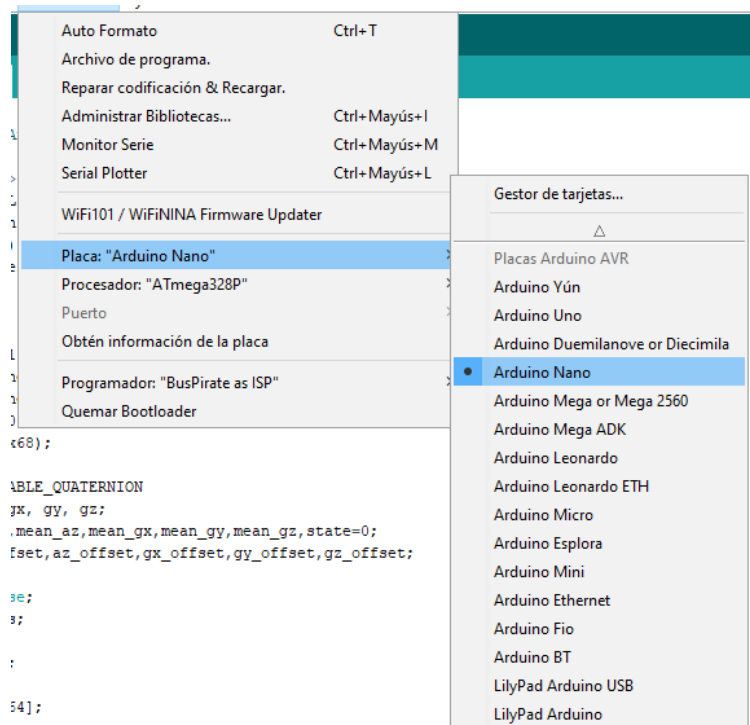 Auto Formato Ctrl+T
Archivo de programa.
Reparar codificación & Recargar.
Administrar Bibliotecas... Ctrl+Mayús+I
Monitor Serie Ctrl+Mayús+M
Serial Plotter Ctrl+Mayús+L
WiFi101 / WiFiNINA Firmware Updater
Placa: "Arduino Nano"
Procesador: "ATmega328P"
Puerto
Obtén información de la placa
Programador: "BusPirate as ISP"
Quemar Bootloader
Gestor de tarjetas...
Placas Arduino AVR
Arduino Yún
Arduino Uno
Arduino Duemilanove or Diecimila
Arduino Nano
Arduino Mega or Mega 2560
Arduino Mega ADK
Arduino Leonardo
Arduino Leonardo ETH
Arduino Micro
Arduino Esplora
Arduino Mini
Arduino Ethernet
Arduino Fio
Arduino BT
LilyPad Arduino USB
LilyPad Arduino
x68);
ABLE_QUATERNION
gx, gy, gz;
,mean_az,mean_gx,mean_gy,mean_gz,state=0;
fset,az_offset,gx_offset,gy_offset,gz_offset;
se;
s;
;
64];